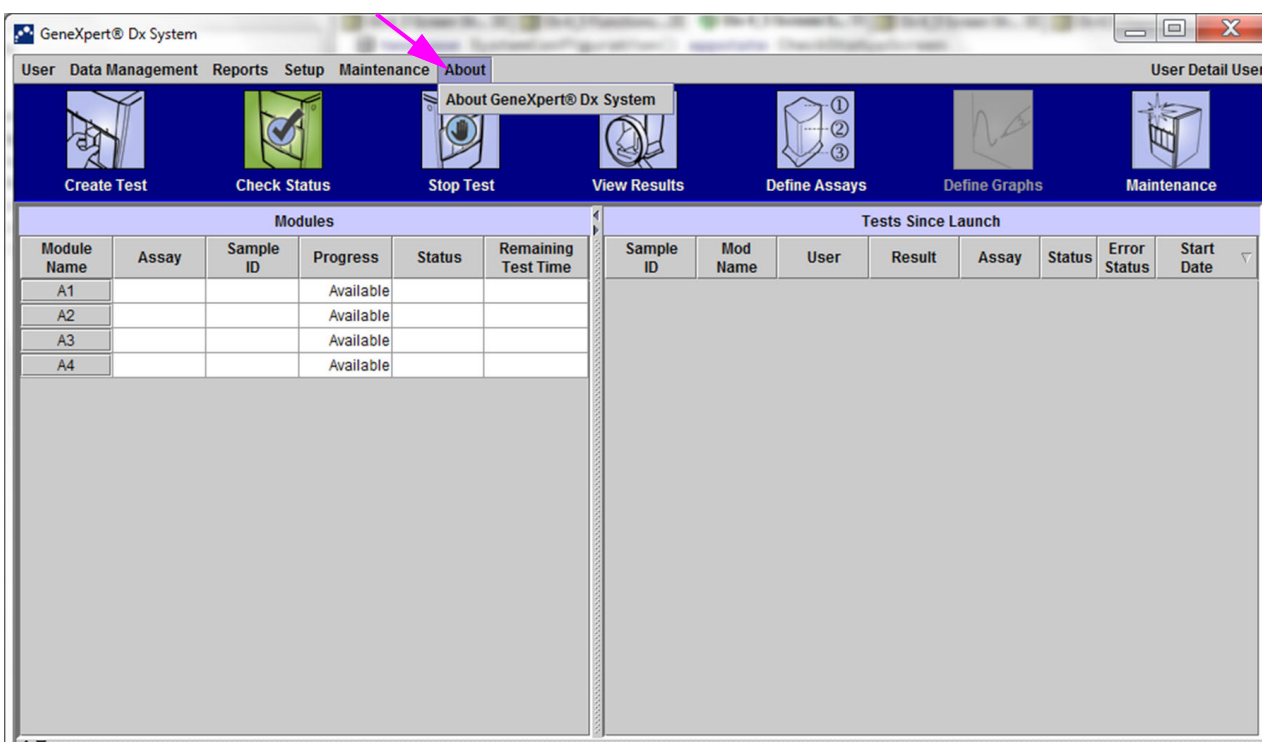 GeneXpert® Dx System
User Data Management Reports Setup Maintenance About User Detail User
About GeneXpert® Dx System
① ② ③
Create Test Check Status Stop Test View Results Define Assays Define Graphs Maintenance
Modules
Module Name Assay Sample ID Progress Status Remaining Test Time
A1 Available
A2 Available
A3 Available
A4 Available
Tests Since Launch
Sample ID Mod Name User Result Assay Status Error Status Start Date